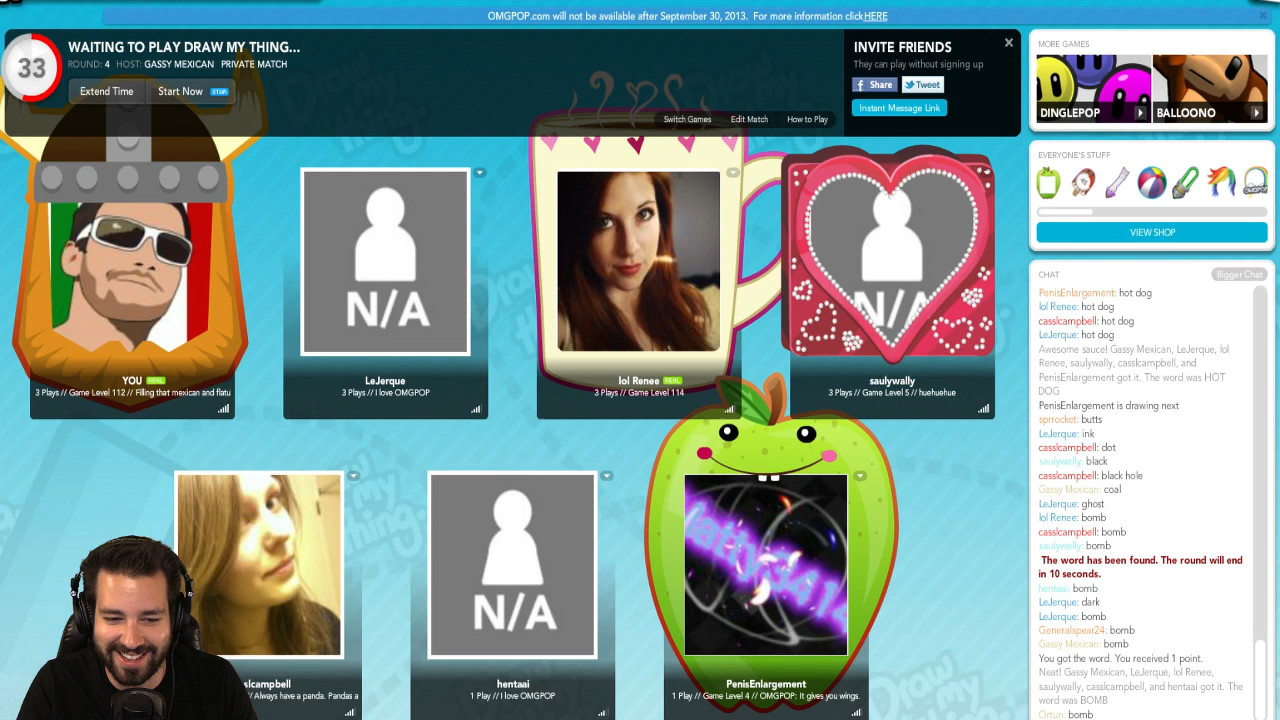 OMGPOP.com will not be available after September 30, 2013. For more information click HERE
33
WAITING TO PLAY DRAW MY THING...
ROUND: 4 HOST: GASSY MEXICAN PRIVATE MATCH
Extend Time
Start Now
Switch Games
Edit Match
How to Play
INVITE FRIENDS
They can play without signing up
Share
Tweet
Instant Message Link
MORE GAMES
DINGLEPOP
BALLOONO
EVERYONE'S STUFF
VIEW SHOP
N/A
N/A
YOU REAL
3 Plays // Game Level 112 // Filling that mexican and flatu
LeJerque
3 Plays // I love OMGPOP
lol Renee REAL
3 Plays // Game Level 114
saulywally
3 Plays // Game Level 5 // huehuehue
N/A
slcampbell
/ Always have a panda. Pandas a
hentaai
1 Play // I love OMGPOP
PenisEnlargement
1 Play // Game Level 4 // OMGPOP: It gives you wings.
CHAT
Bigger Chat
PenisEnlargement: hot dog
lol Renee: hot dog
casslcampbell: hot dog
LeJerque: hot dog
Awesome sauce! Gassy Mexican, LeJerque, lol
Renee, saulywally, casslcampbell, and
PenisEnlargement got it. The word was HOT
DOG
PenisEnlargement is drawing next
sprrocket: butts
LeJerque: ink
casslcampbell: dot
saulywally: black
casslcampbell: black hole
Gassy Mexican: coal
LeJerque: ghost
lol Renee: bomb
casslcampbell: bomb
saulywally: bomb
The word has been found. The round will end
in 10 seconds.
hentaai: bomb
LeJerque: dark
LeJerque: bomb
Generalspear24: bomb
Gassy Mexican: bomb
You got the word. You received 1 point.
Neat! Gassy Mexican, LeJerque, lol Renee,
saulywally, casslcampbell, and hentaai got it. The
word was BOMB
Ortun: bomb